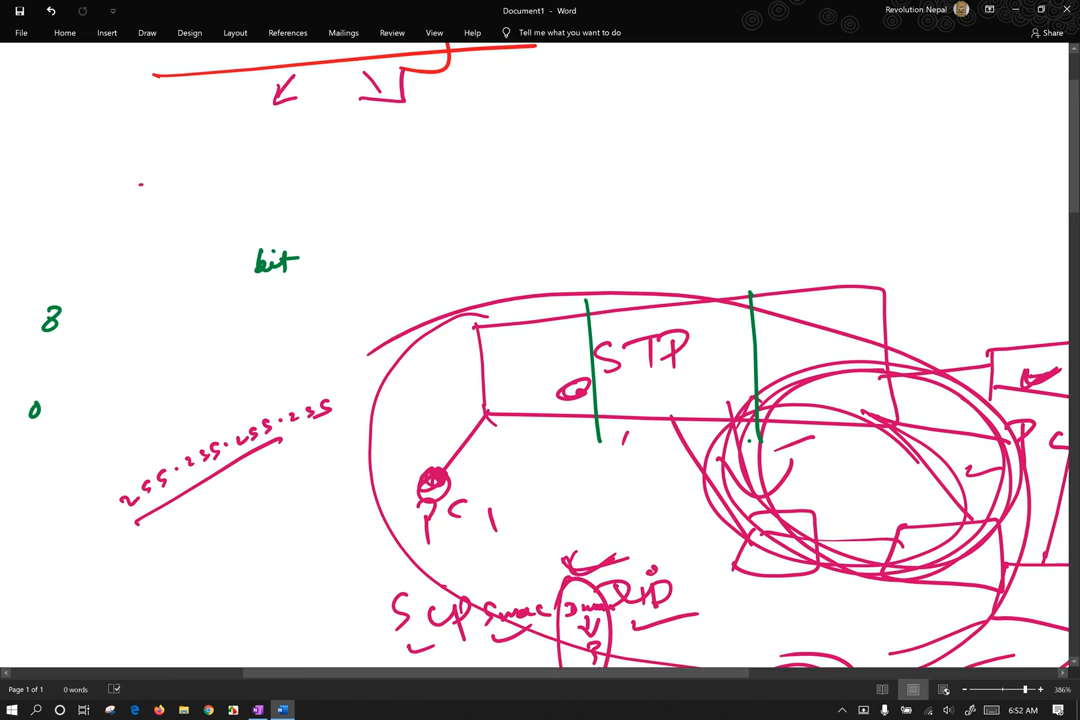 Document1 - Word
Revolution Nepal
File Home Insert Draw Design Layout References Mailings Review View Help Tell me what you want to do
Share
bit
8
0
STP
255.255.255.255
PC 1
P C
Smac
Page 1 of 1 0 words
386%
6:52 AM